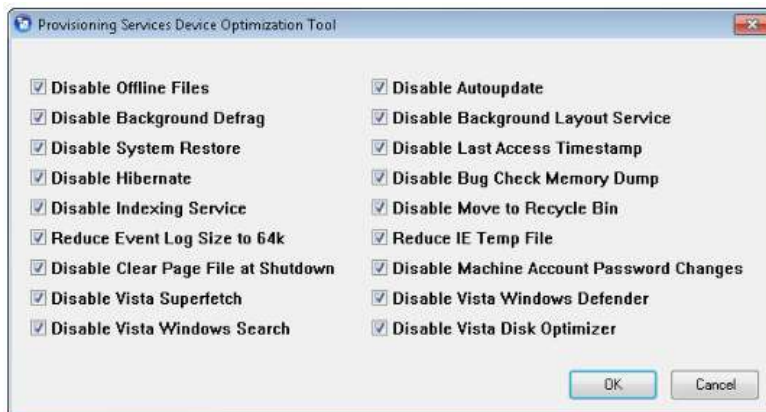 Provisioning Services Device Optimization Tool
Disable Offline Files
Disable Background Defrag
Disable System Restore
Disable Hibernate
Disable Indexing Service
Reduce Event Log Size to 64k
Disable Clear Page File at Shutdown
Disable Vista Superfetch
Disable Vista Windows Search
Disable Autoupdate
Disable Background Layout Service
Disable Last Access Timestamp
Disable Bug Check Memory Dump
Disable Move to Recycle Bin
Reduce IE Temp File
Disable Machine Account Password Changes
Disable Vista Windows Defender
Disable Vista Disk Optimizer
OK
Cancel